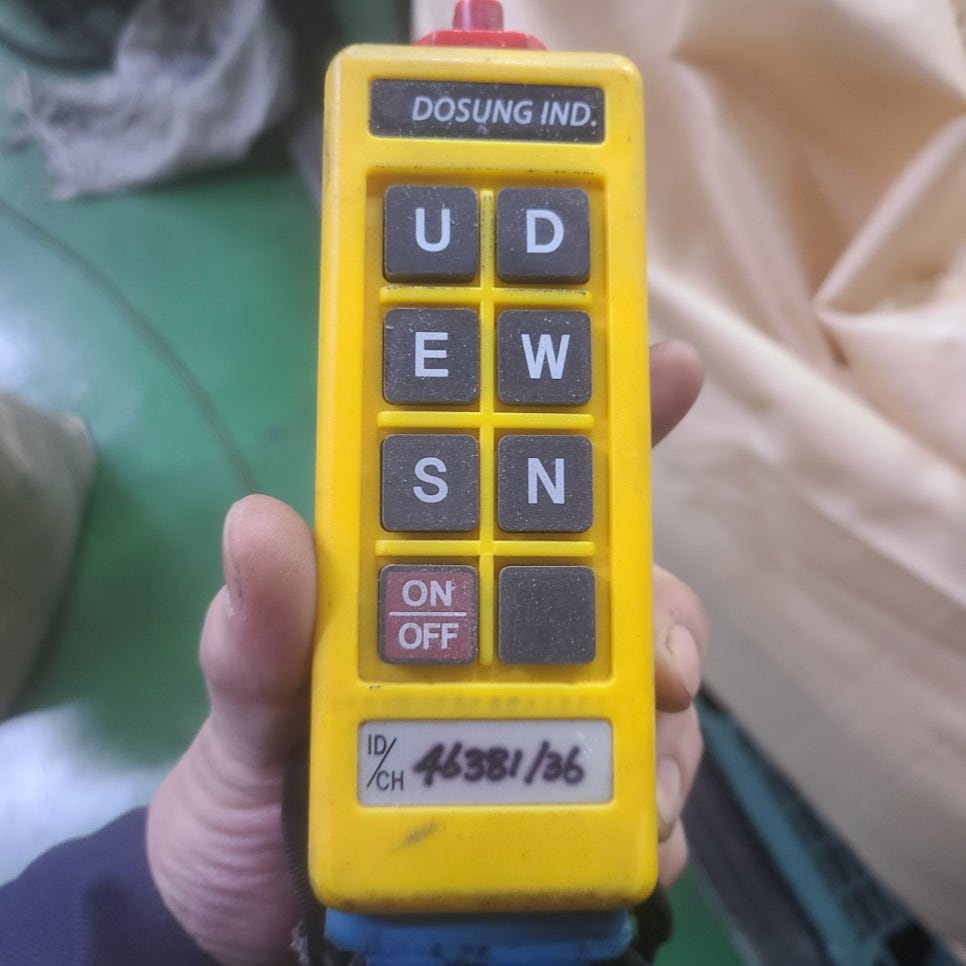 DOSUNG IND.
U D
E W
S N
ON
OFF
ID/CH 46381/36